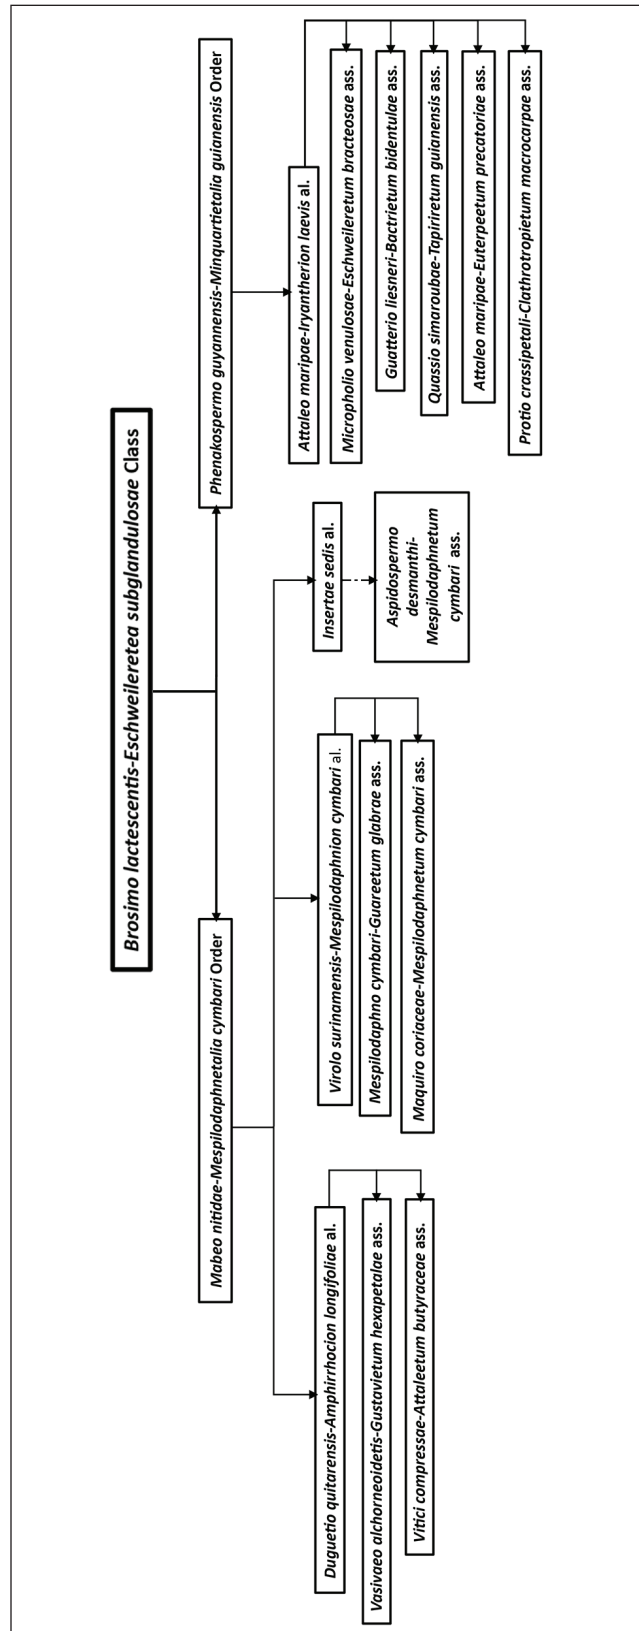 Brosimo lactescentis-Eschweileretea subglandulosae Class
Mabeo nitidae-Mespilodaphnetalia cymbari Order
Phenakospermo guyannensis-Minquartietalia guianensis Order
Duguetio quitarensis-Amphirrhocion longifoliae al.
Vasivaeo alchorneoidetis-Gustavietum hexapetalae ass.
Vitici compressae-Attaleetum butyraceae ass.
Virolo surinamensis-Mespilodaphnion cymbari al.
Mespilodaphno cymbari-Guareetum glabrae ass.
Maquiro coriaceae-Mespilodaphnetum cymbari ass.
Insertae sedis al.
Aspidospermo
desmanthi-
Mespilodaphnetum
cymbari ass.
Attaleo maripae-Iryantherion laevis al.
Micropholio venulosae-Eschweileretum bracteosae ass.
Guatterio liesneri-Bactrietum bidentulae ass.
Quassio simaroubae-Tapiriretum guianensis ass.
Attaleo maripae-Euterpeetum precatoriae ass.
Protio crassipetali-Clathrotropietum macrocarpae ass.